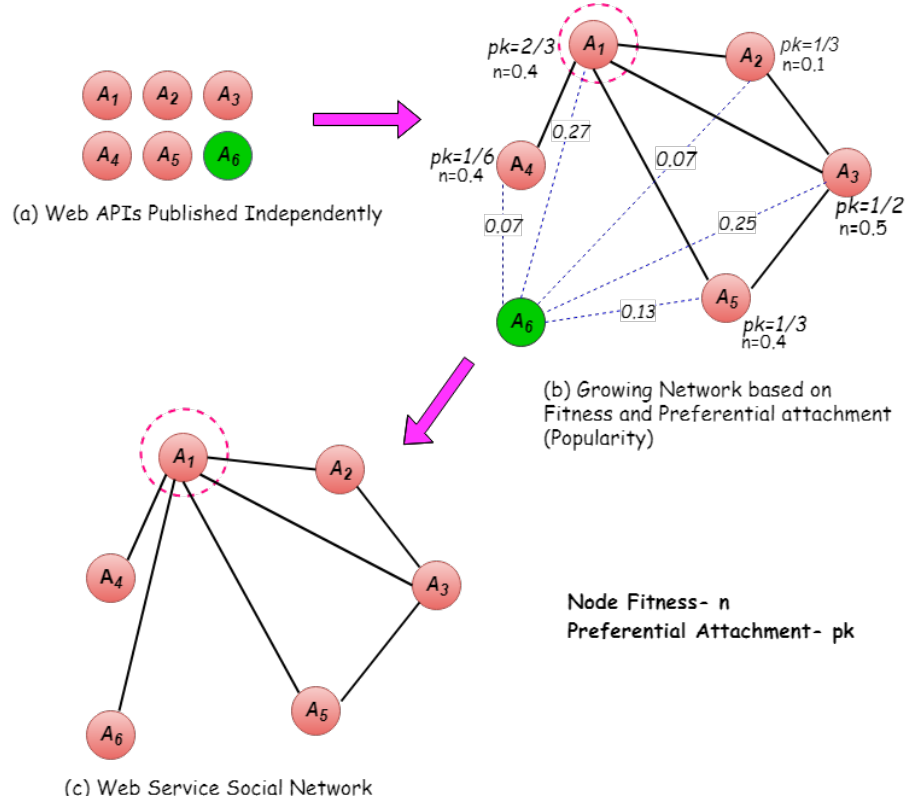 A1 A2 A3
A4 A5 A6
(a) Web APIs Published Independently
pk=2/3
n=0.4
A1
A2
pk=1/3
n=0.1
0.27
0.07
pk=1/6
n=0.4
A4
A3
pk=1/2
n=0.5
0.07
0.25
A5
0.13
A6
pk=1/3
n=0.4
(b) Growing Network based on
Fitness and Preferential attachment
(Popularity)
A1
A2
A4
A3
A5
A6
Node Fitness- n
Preferential Attachment- pk
(c) Web Service Social Network